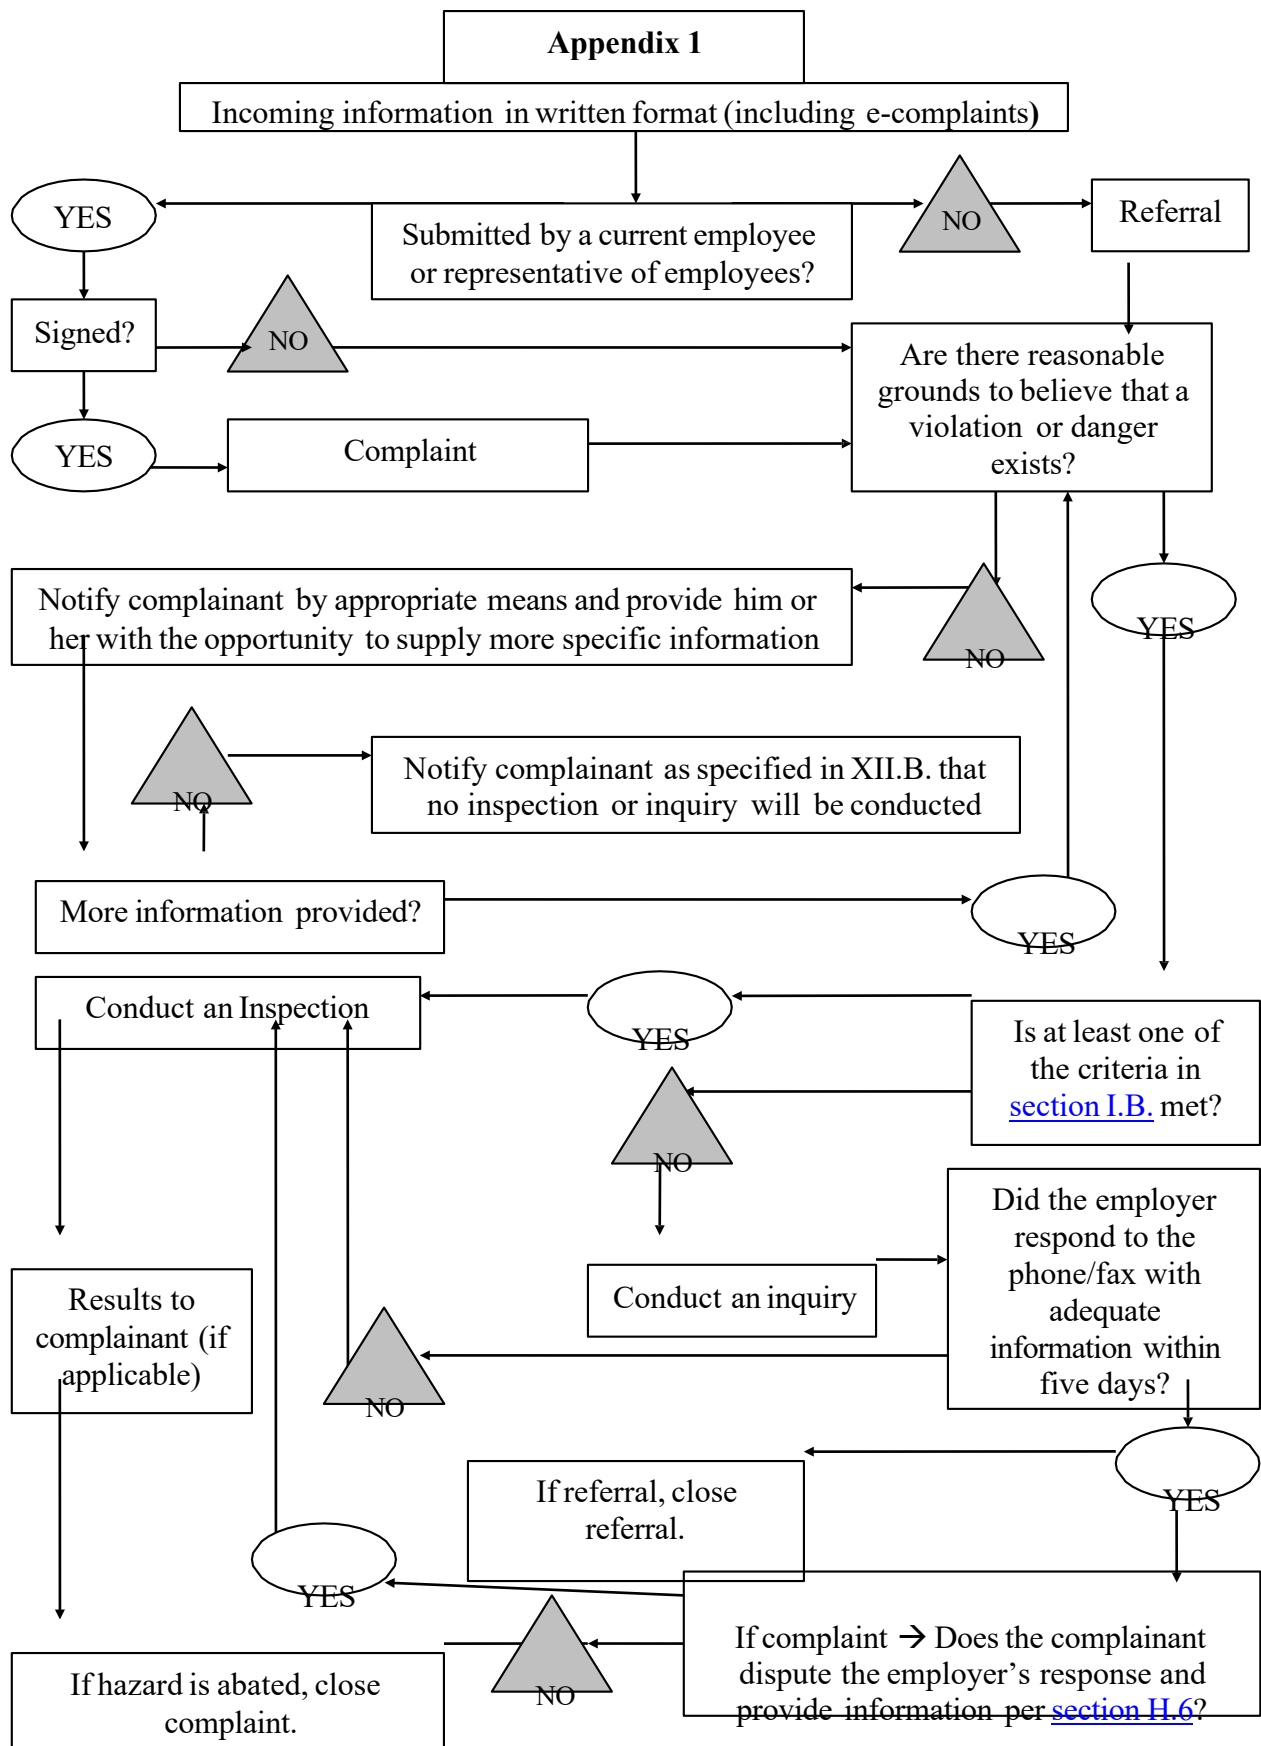 Appendix 1
Incoming information in written format (including e-complaints)
YES
Submitted by a current employee
or representative of employees?
NO
Referral
Signed?
NO
Are there reasonable
grounds to believe that a
violation or danger
exists?
YES
Complaint
Notify complainant by appropriate means and provide him or
her with the opportunity to supply more specific information
NO
YES
NO
Notify complainant as specified in XII.B. that
no inspection or inquiry will be conducted
More information provided?
YES
Conduct an Inspection
YES
Is at least one of
the criteria in
section I.B. met?
NO
Did the employer
respond to the
phone/fax with
adequate
information within
five days?
Conduct an inquiry
Results to
complainant (if
applicable)
NO
YES
If referral, close
referral.
YES
If complaint → Does the complainant
dispute the employer’s response and
provide information per section H.6?
NO
If hazard is abated, close
complaint.